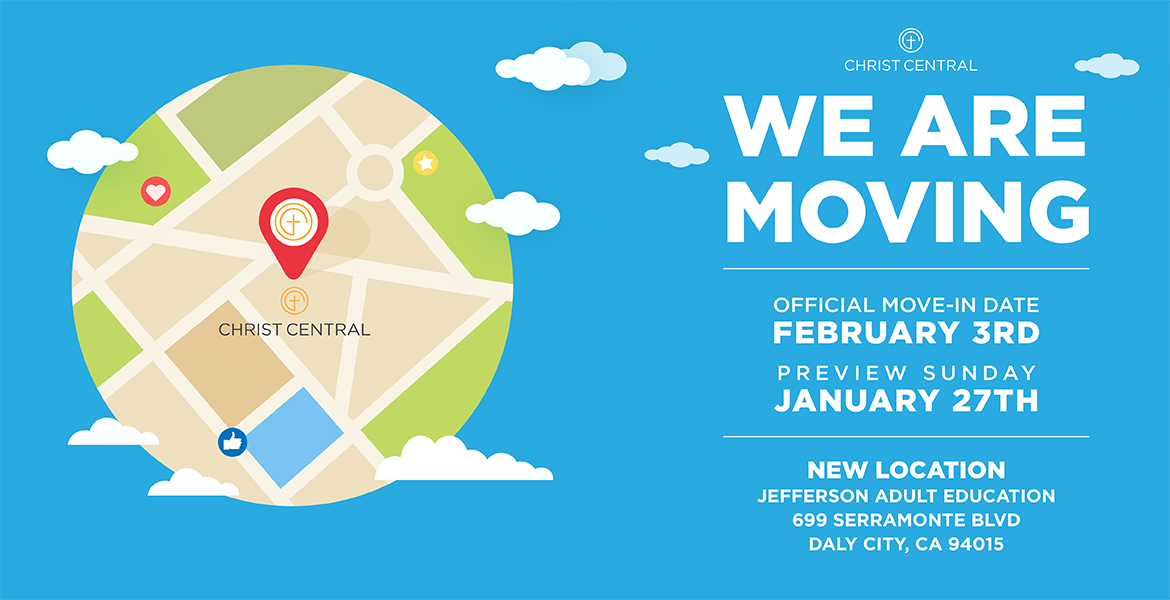 CHRIST CENTRAL
WE ARE
MOVING
OFFICIAL MOVE-IN DATE
FEBRUARY 3RD
PREVIEW SUNDAY
JANUARY 27TH
NEW LOCATION
JEFFERSON ADULT EDUCATION
699 SERRAMONTE BLVD
DALY CITY, CA 94015
CHRIST CENTRAL